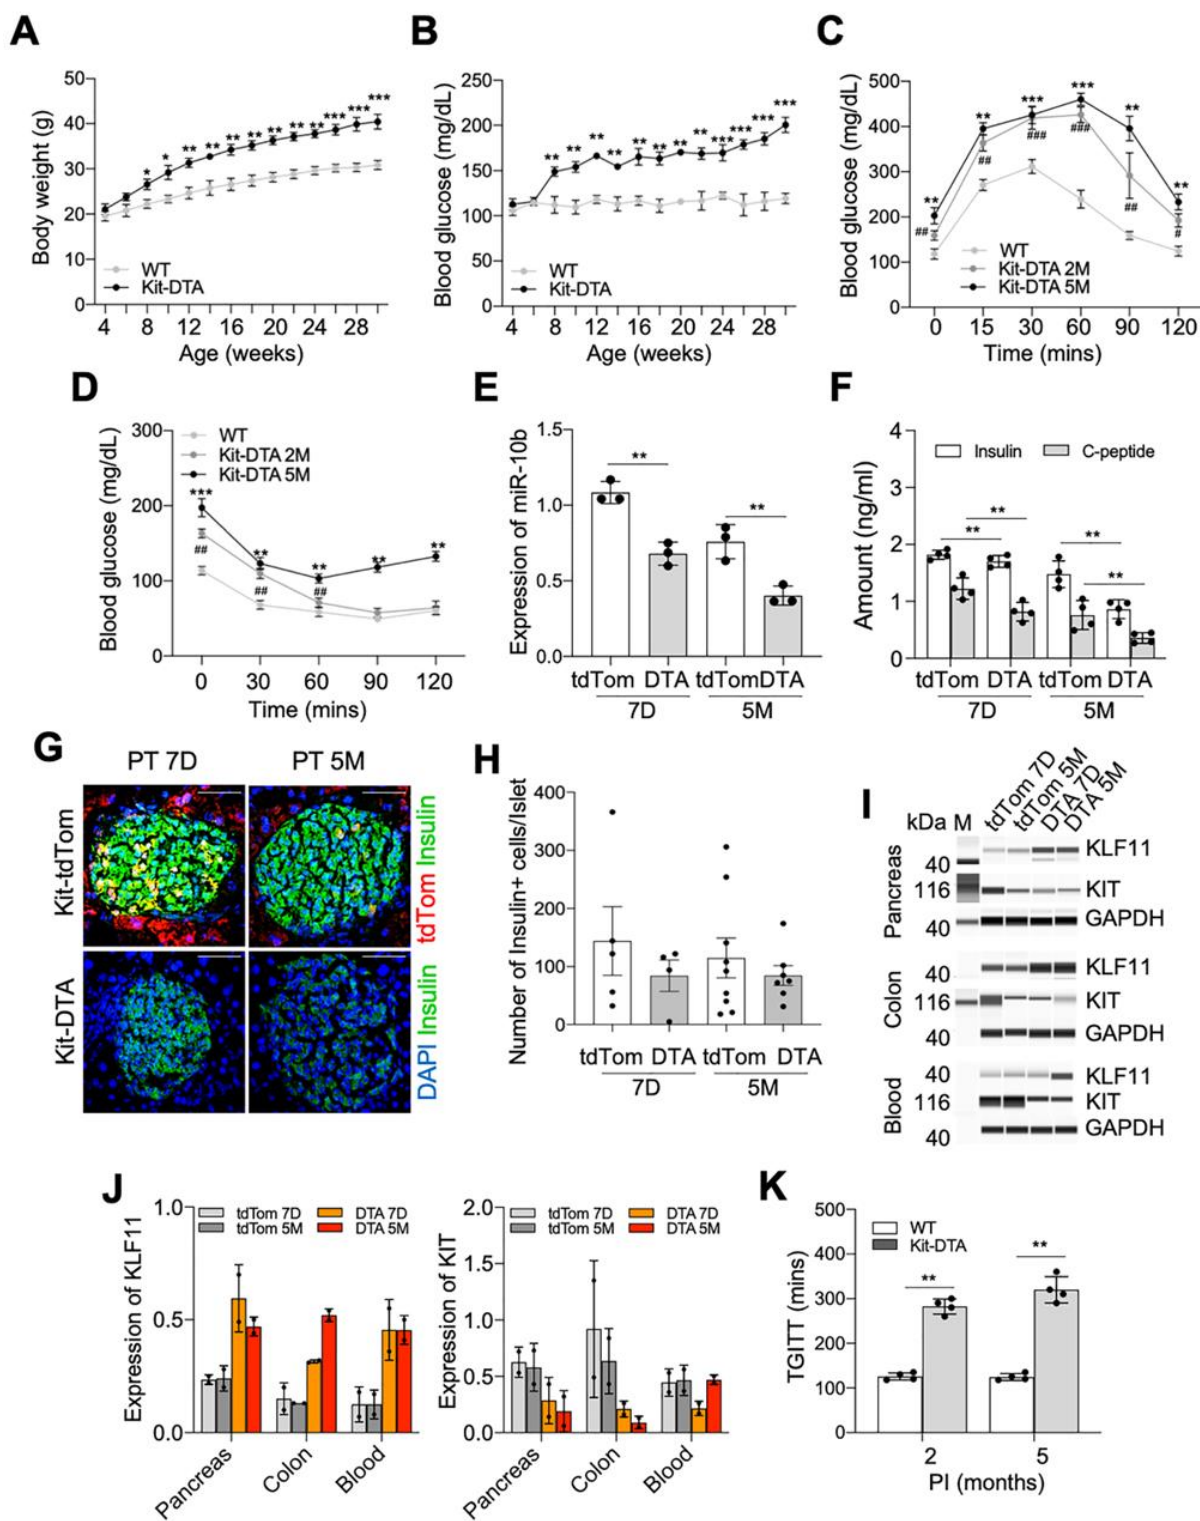 A
Body weight (g)
50
40
30
20
10
0
* * ** ** ** ** ** ** ** *** *** ***
WT
Kit-DTA
4 8 12 16 20 24 28
Age (weeks)
B
Blood glucose (mg/dL)
250
200
150
100
50
0
** ** ** ** ** ** ** ** *** *** *** ***
WT
Kit-DTA
4 8 12 16 20 24 28
Age (weeks)
C
Blood glucose (mg/dL)
500
400
300
200
100
0
** ** *** *** ** **
## ## ### ### ## #
WT
Kit-DTA 2M
Kit-DTA 5M
0 15 30 60 90 120
Time (mins)
D
Blood glucose (mg/dL)
300
200
100
0
WT
Kit-DTA 2M
Kit-DTA 5M
*** ** ** ** **
## ## ##
0 30 60 90 120
Time (mins)
E
Expression of miR-10b
1.5
1.0
0.5
0.0
** **
tdTom DTA tdTom DTA
7D 5M
F
Amount (ng/ml)
4
3
2
1
0
Insulin C-peptide
** ** ** **
tdTom DTA tdTom DTA
7D 5M
G
PT 7D PT 5M
Kit-tdTom
Kit-DTA
tdTom Insulin
DAPI Insulin
H
Number of Insulin+ cells/Islet
400
300
200
100
0
tdTom DTA tdTom DTA
7D 5M
I
kDa M tdTom 7D tdTom 5M DTA 7D DTA 5M
Pancreas
40 KLF11
116 KIT
40 GAPDH
Colon
40 KLF11
116 KIT
40 GAPDH
Blood
40 KLF11
116 KIT
40 GAPDH
J
Expression of KLF11
1.0
0.5
0.0
tdTom 7D DTA 7D
tdTom 5M DTA 5M
Pancreas Colon Blood
Expression of KIT
2.0
1.5
1.0
0.5
0.0
tdTom 7D DTA 7D
tdTom 5M DTA 5M
Pancreas Colon Blood
K
TGITT (mins)
500
400
300
200
100
0
WT
Kit-DTA
** **
2 5
PI (months)